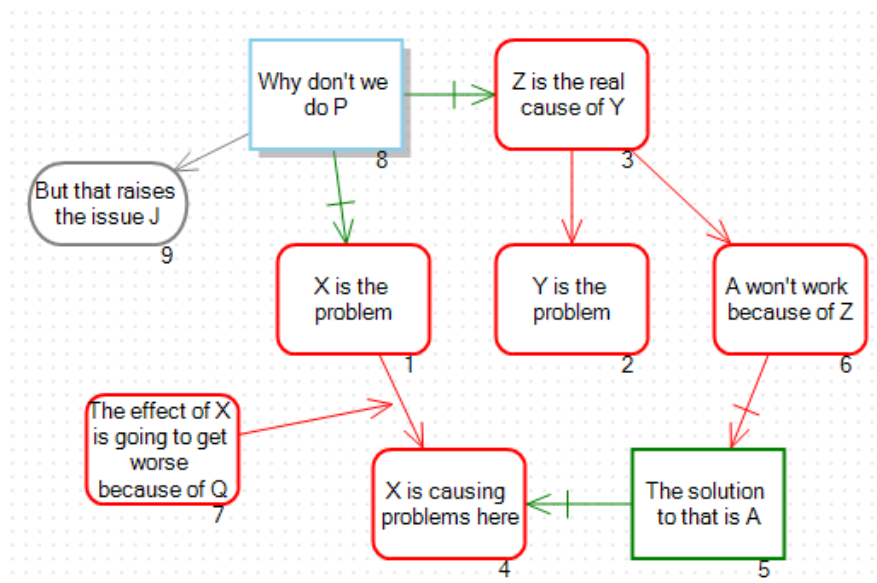 Why don't we
do P
8
Z is the real
cause of Y
3
But that raises
the issue J
9
X is the
problem
1
Y is the
problem
2
A won't work
because of Z
6
The effect of X
is going to get
worse
because of Q
7
X is causing
problems here
4
The solution
to that is A
5